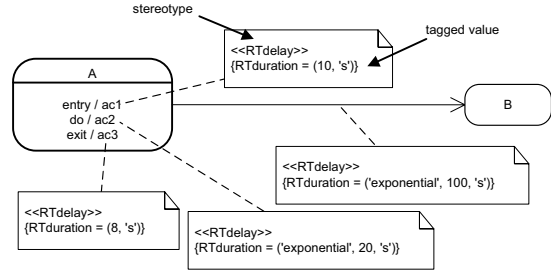 stereotype
tagged value
<<RTdelay>>
{RTduration = (10, 's')}
A
entry / ac1
do / ac2
exit / ac3
B
<<RTdelay>>
{RTduration = ('exponential', 100, 's')}
<<RTdelay>>
{RTduration = (8, 's')}
<<RTdelay>>
{RTduration = ('exponential', 20, 's')}